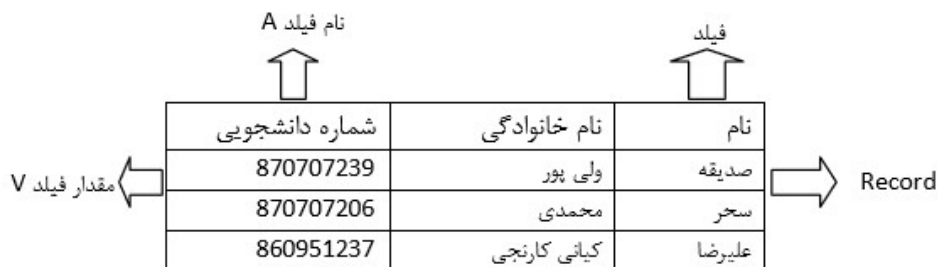 نام فیلد A
فیلد
نام نام خانوادگی شماره دانشجویی
Record صدیقه ولی پور 870707239 مقدار فیلد V
سحر محمدی 870707206
علیرضا کیانی کارنجی 860951237